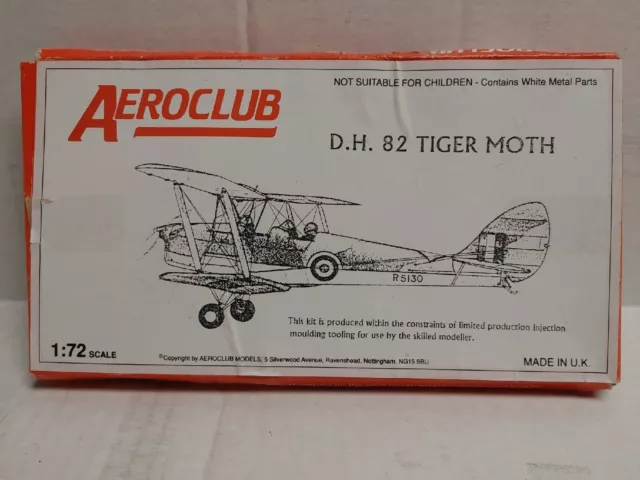 AEROCLUB
NOT SUITABLE FOR CHILDREN - Contains White Metal Parts
D.H. 82 TIGER MOTH
R5130
This kit is produced within the constraints of limited production injection
moulding tooling for use by the skilled modeller.
1:72 SCALE
©Copyright by AEROCLUB MODELS, 5 Silverwood Avenue, Ravenshead, Nottingham. NG15 9BU
MADE IN U.K.